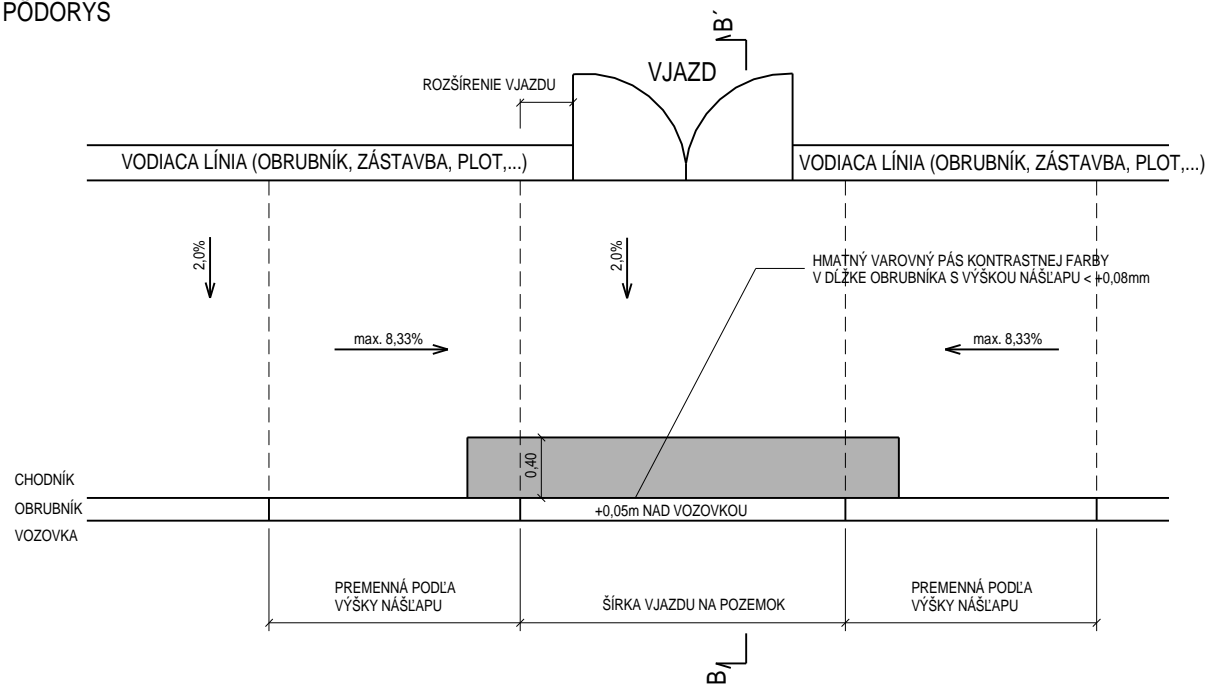 PODORYS
B´
VJAZD
ROZŠÍRENIE VJAZDU
VODIACA LÍNIA (OBRUBNÍK, ZÁSTAVBA, PLOT,...)
VODIACA LÍNIA (OBRUBNÍK, ZÁSTAVBA, PLOT,...)
2,0%
2,0%
HMATNÝ VAROVNÝ PÁS KONTRASTNEJ FARBY
V DĹŽKE OBRUBNÍKA S VÝŠKOU NÁŠĽAPU < +0,08mm
max. 8,33%
max. 8,33%
0,40
CHODNÍK
OBRUBNÍK
+0,05m NAD VOZOVKOU
VOZOVKA
PREMENNÁ PODĽA
VÝŠKY NÁŠĽAPU
ŠÍRKA VJAZDU NA POZEMOK
PREMENNÁ PODĽA
VÝŠKY NÁŠĽAPU
B